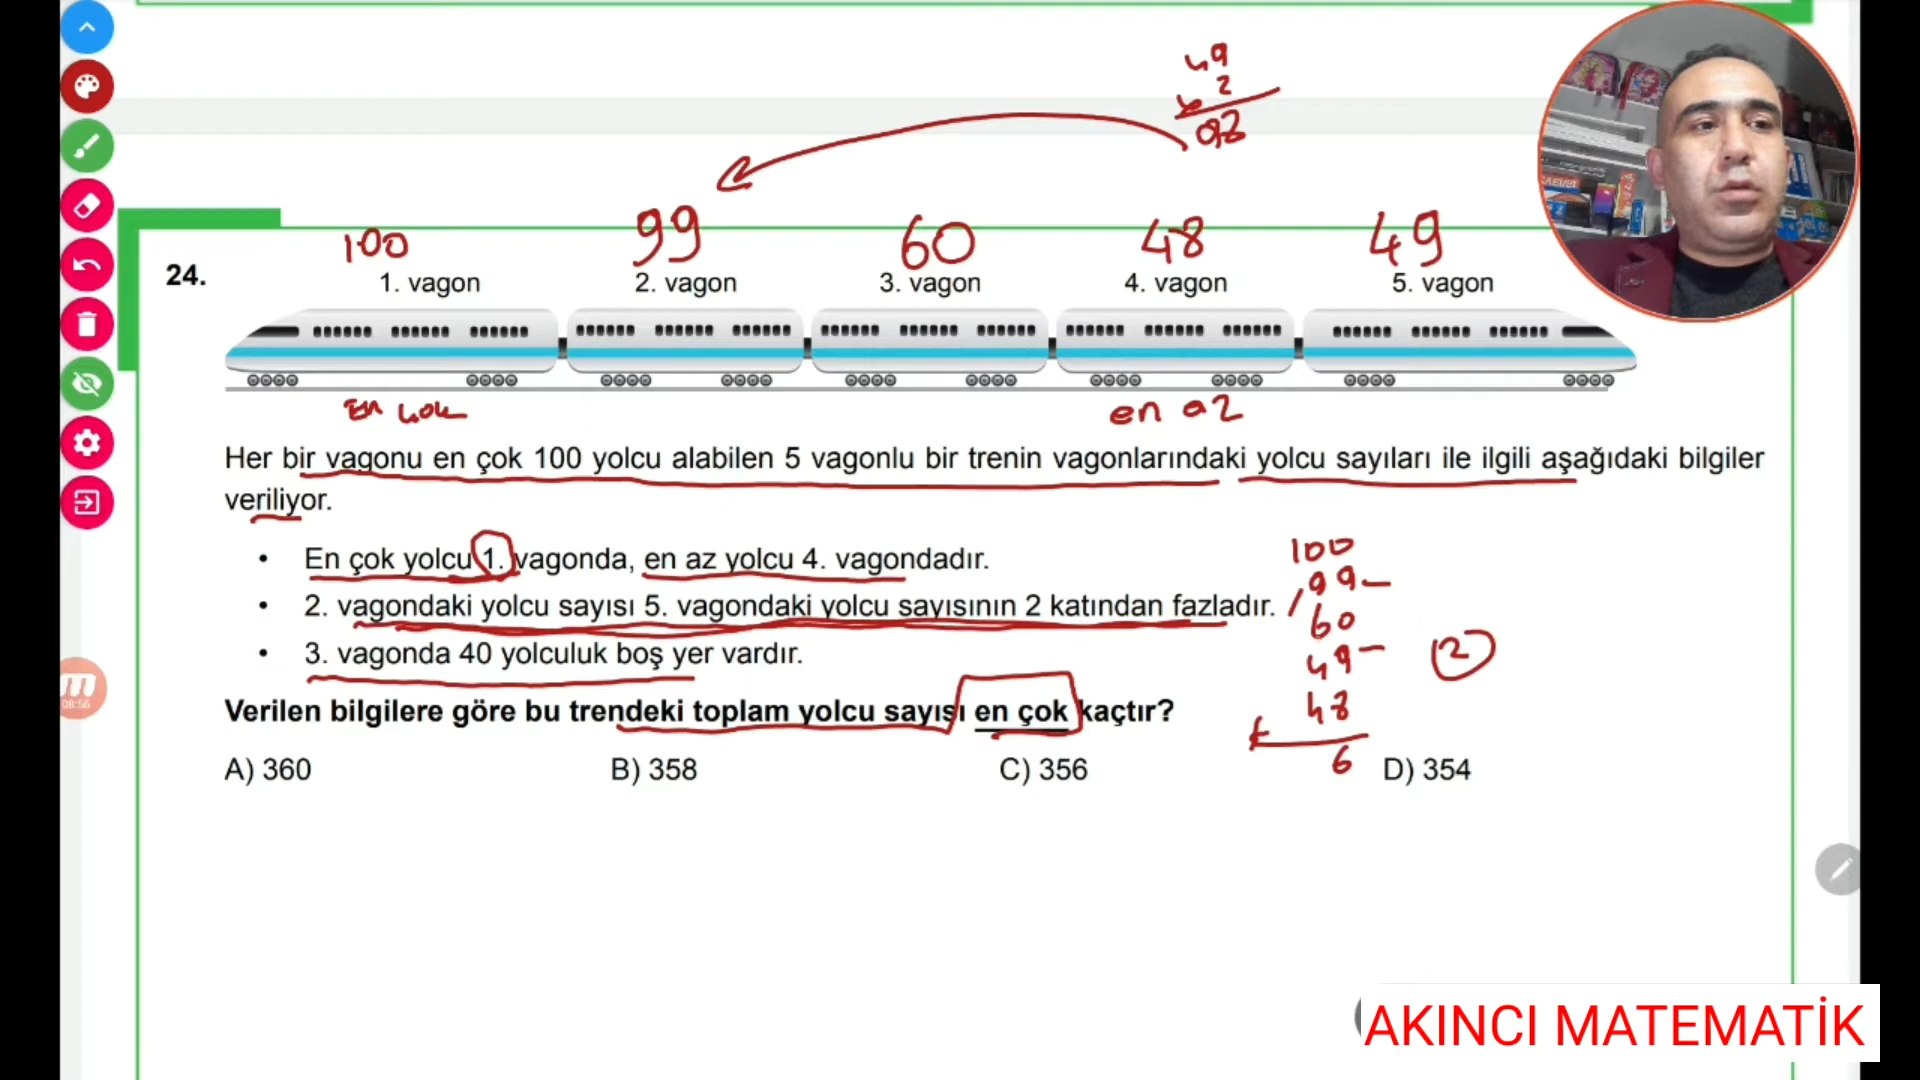 49
2
98
100
99
60
48
49
24.
1. vagon
2. vagon
3. vagon
4. vagon
5. vagon
En çok
en az
Her bir vagonu en çok 100 yolcu alabilen 5 vagonlu bir trenin vagonlarındaki yolcu sayıları ile ilgili aşağıdaki bilgiler
veriliyor.
• En çok yolcu 1. vagonda, en az yolcu 4. vagondadır.
• 2. vagondaki yolcu sayısı 5. vagondaki yolcu sayısının 2 katından fazladır.
• 3. vagonda 40 yolculuk boş yer vardır.
100
99
60
49
48
+
6
2
Verilen bilgilere göre bu trendeki toplam yolcu sayısı en çok kaçtır?
A) 360
B) 358
C) 356
D) 354
08:56
AKINCI MATEMATİK